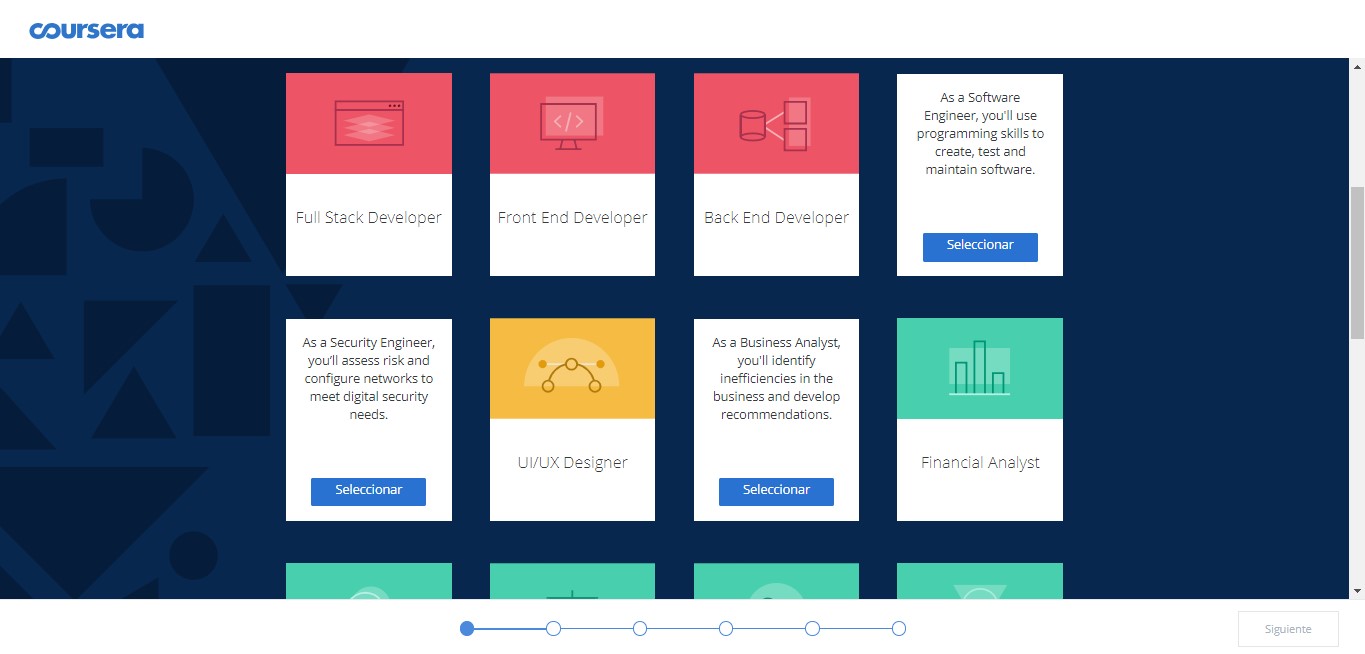 coursera
Full Stack Developer
Front End Developer
Back End Developer
As a Software
Engineer, you'll use
programming skills to
create, test and
maintain software.
Seleccionar
As a Security Engineer,
you'll assess risk and
configure networks to
meet digital security
needs.
Seleccionar
UI/UX Designer
As a Business Analyst,
you'll identify
inefficiencies in the
business and develop
recommendations.
Seleccionar
Financial Analyst
Siguiente